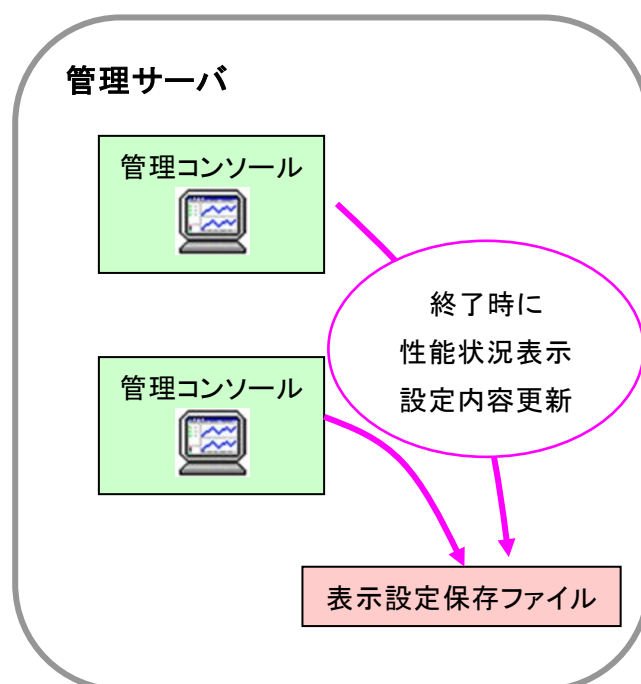 管理サーバ
管理コンソール
終了時に
性能状況表示
設定内容更新
管理コンソール
表示設定保存ファイル